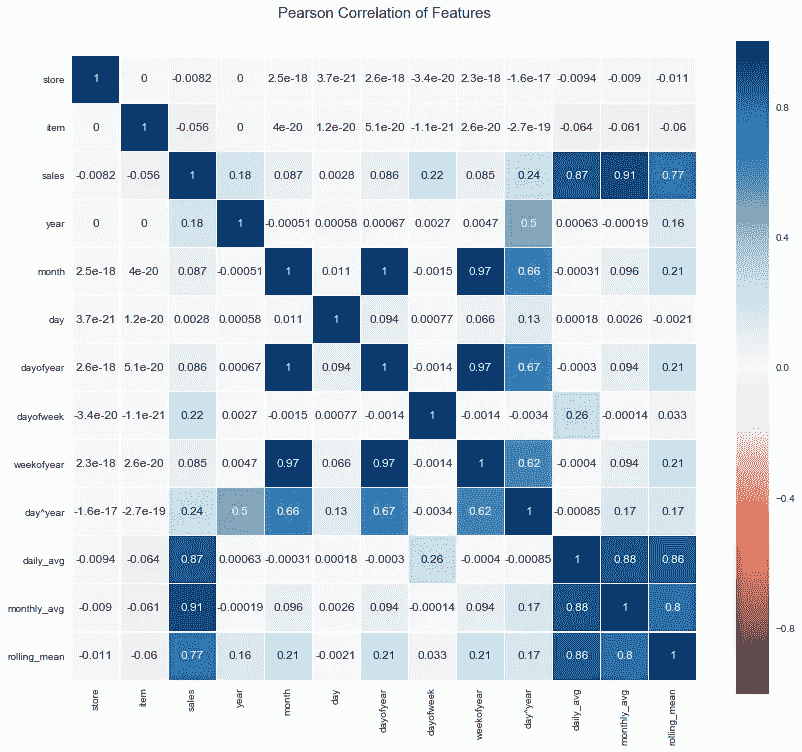 Pearson Correlation of Features
store 1 0 -0.0082 0 2.5e-18 3.7e-21 2.6e-18 -3.4e-20 2.3e-18 -1.6e-17 -0.0094 -0.009 -0.011
item 0 1 -0.056 0 4e-20 1.2e-20 5.1e-20 -1.1e-21 2.6e-20 -2.7e-19 -0.064 -0.061 -0.06
sales -0.0082 -0.056 1 0.18 0.087 0.0028 0.086 0.22 0.085 0.24 0.87 0.91 0.77
year 0 0 0.18 1 -0.00051 0.00058 0.00067 0.0027 0.0047 0.5 0.00063 -0.00019 0.16
month 2.5e-18 4e-20 0.087 -0.00051 1 0.011 1 -0.0015 0.97 0.66 -0.00031 0.096 0.21
day 3.7e-21 1.2e-20 0.0028 0.00058 0.011 1 0.094 0.00077 0.066 0.13 0.00018 0.0026 -0.0021
dayofyear 2.6e-18 5.1e-20 0.086 0.00067 1 0.094 1 -0.0014 0.97 0.67 -0.0003 0.094 0.21
dayofweek -3.4e-20 -1.1e-21 0.22 0.0027 -0.0015 0.00077 -0.0014 1 -0.0014 -0.0034 0.26 -0.00014 0.033
weekofyear 2.3e-18 2.6e-20 0.085 0.0047 0.97 0.066 0.97 -0.0014 1 0.62 -0.0004 0.094 0.21
day^year -1.6e-17 -2.7e-19 0.24 0.5 0.66 0.13 0.67 -0.0034 0.62 1 -0.00085 0.17 0.17
daily_avg -0.0094 -0.064 0.87 0.00063 -0.00031 0.00018 -0.0003 0.26 -0.0004 -0.00085 1 0.88 0.86
monthly_avg -0.009 -0.061 0.91 -0.00019 0.096 0.0026 0.094 -0.00014 0.094 0.17 0.88 1 0.8
rolling_mean -0.011 -0.06 0.77 0.16 0.21 -0.0021 0.21 0.033 0.21 0.17 0.86 0.8 1
store item sales year month day dayofyear dayofweek weekofyear day^year daily_avg monthly_avg rolling_mean
0.8
0.4
0.0
-0.4
-0.8